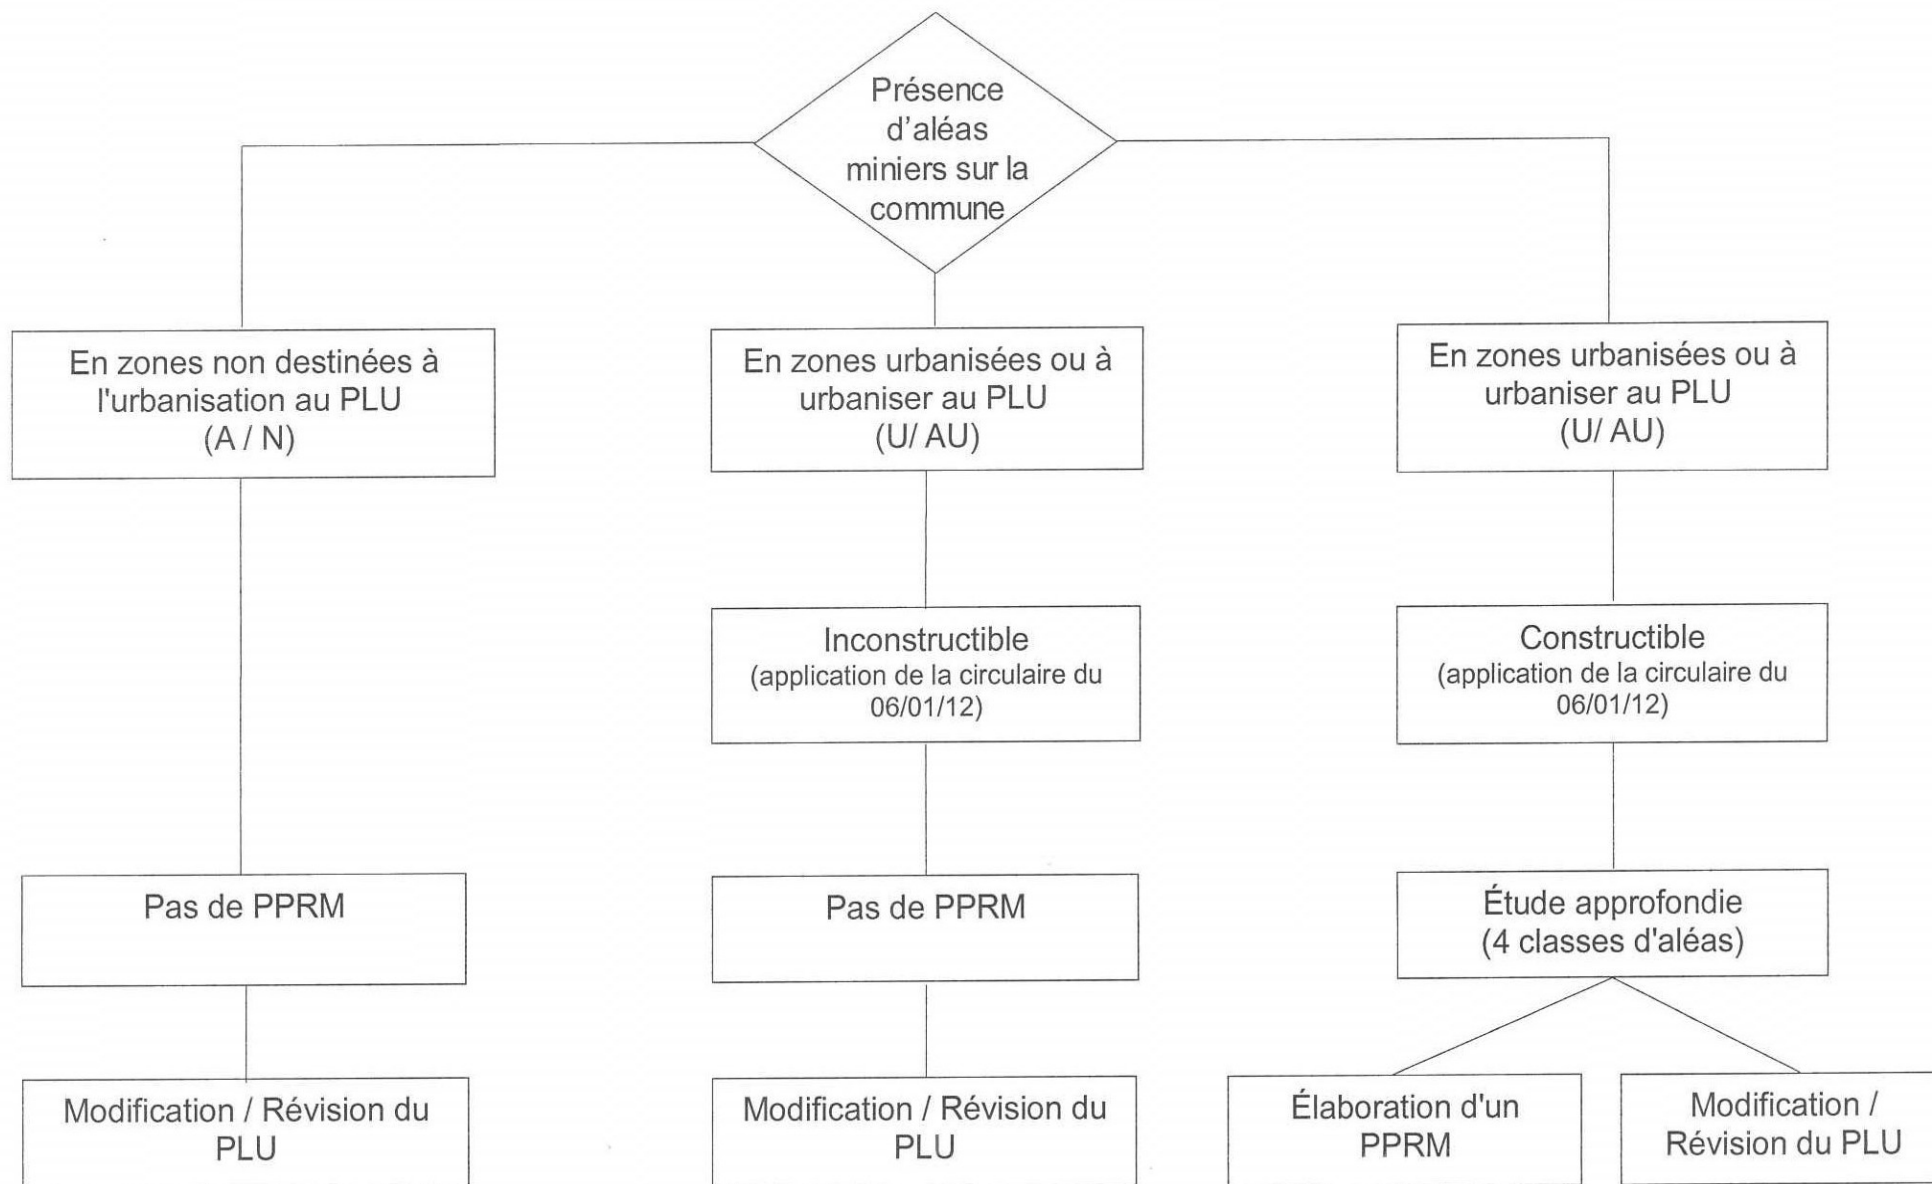 Présence
d’aléas
miniers sur la
commune
En zones non destinées à
l'urbanisation au PLU
(A / N)
En zones urbanisées ou à
urbaniser au PLU
(U/ AU)
En zones urbanisées ou à
urbaniser au PLU
(U/ AU)
Inconstructible
(application de la circulaire du
06/01/12)
Constructible
(application de la circulaire du
06/01/12)
Pas de PPRM
Pas de PPRM
Étude approfondie
(4 classes d'aléas)
Modification / Révision du
PLU
Modification / Révision du
PLU
Élaboration d'un
PPRM
Modification /
Révision du PLU